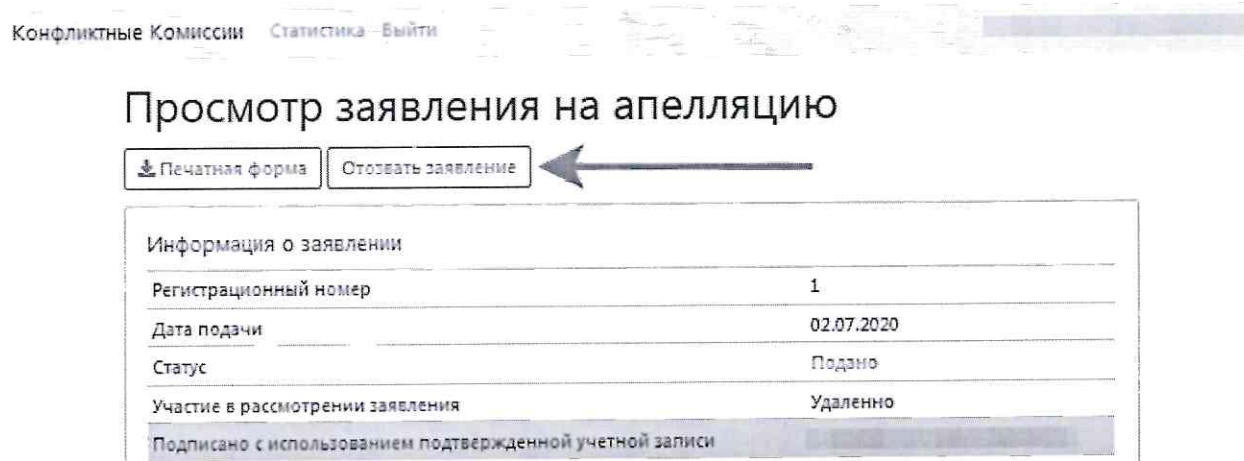 Конфликтные Комиссии Статистика Выйти
Просмотр заявления на апелляцию
Печатная форма Отозвать заявление
Информация о заявлении
Регистрационный номер 1
Дата подачи 02.07.2020
Статус Подано
Участие в рассмотрении заявления Удаленно
Подписано с использованием подтвержденной учетной записи